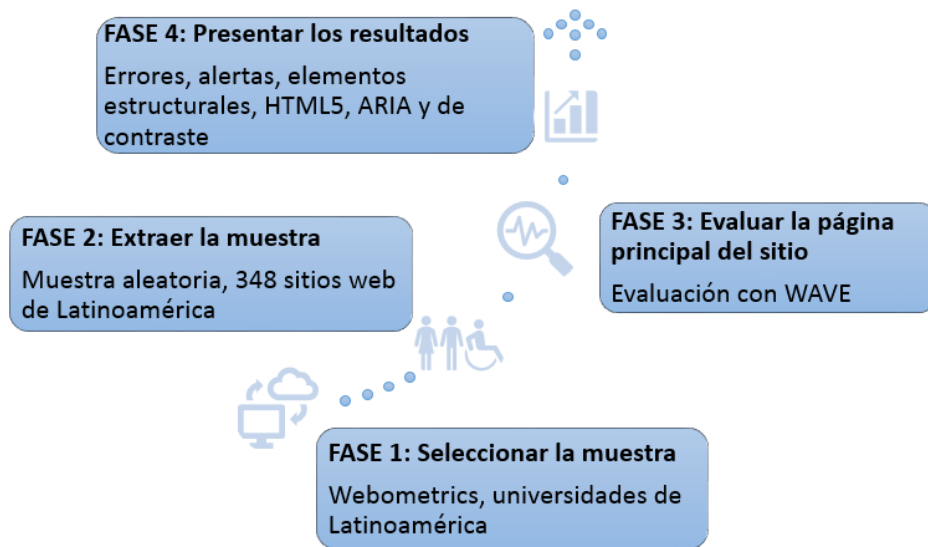 FASE 4: Presentar los resultados
Errores, alertas, elementos
estructurales, HTML5, ARIA y de
contraste
FASE 2: Extraer la muestra
Muestra aleatoria, 348 sitios web
de Latinoamérica
FASE 3: Evaluar la página
principal del sitio
Evaluación con WAVE
FASE 1: Seleccionar la muestra
Webometrics, universidades de
Latinoamérica